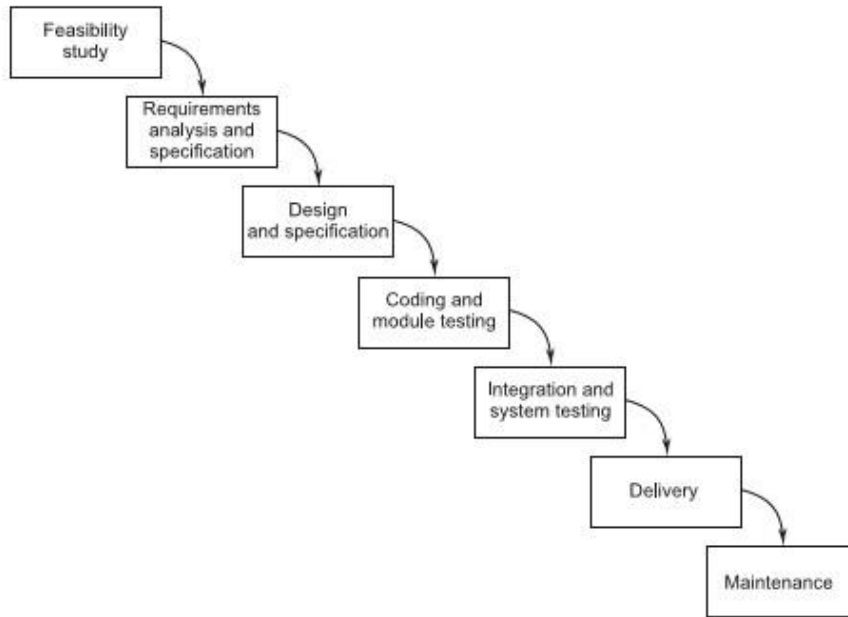 Feasibility
study
Requirements
analysis and
specification
Design
and specification
Coding and
module testing
Integration and
system testing
Delivery
Maintenance